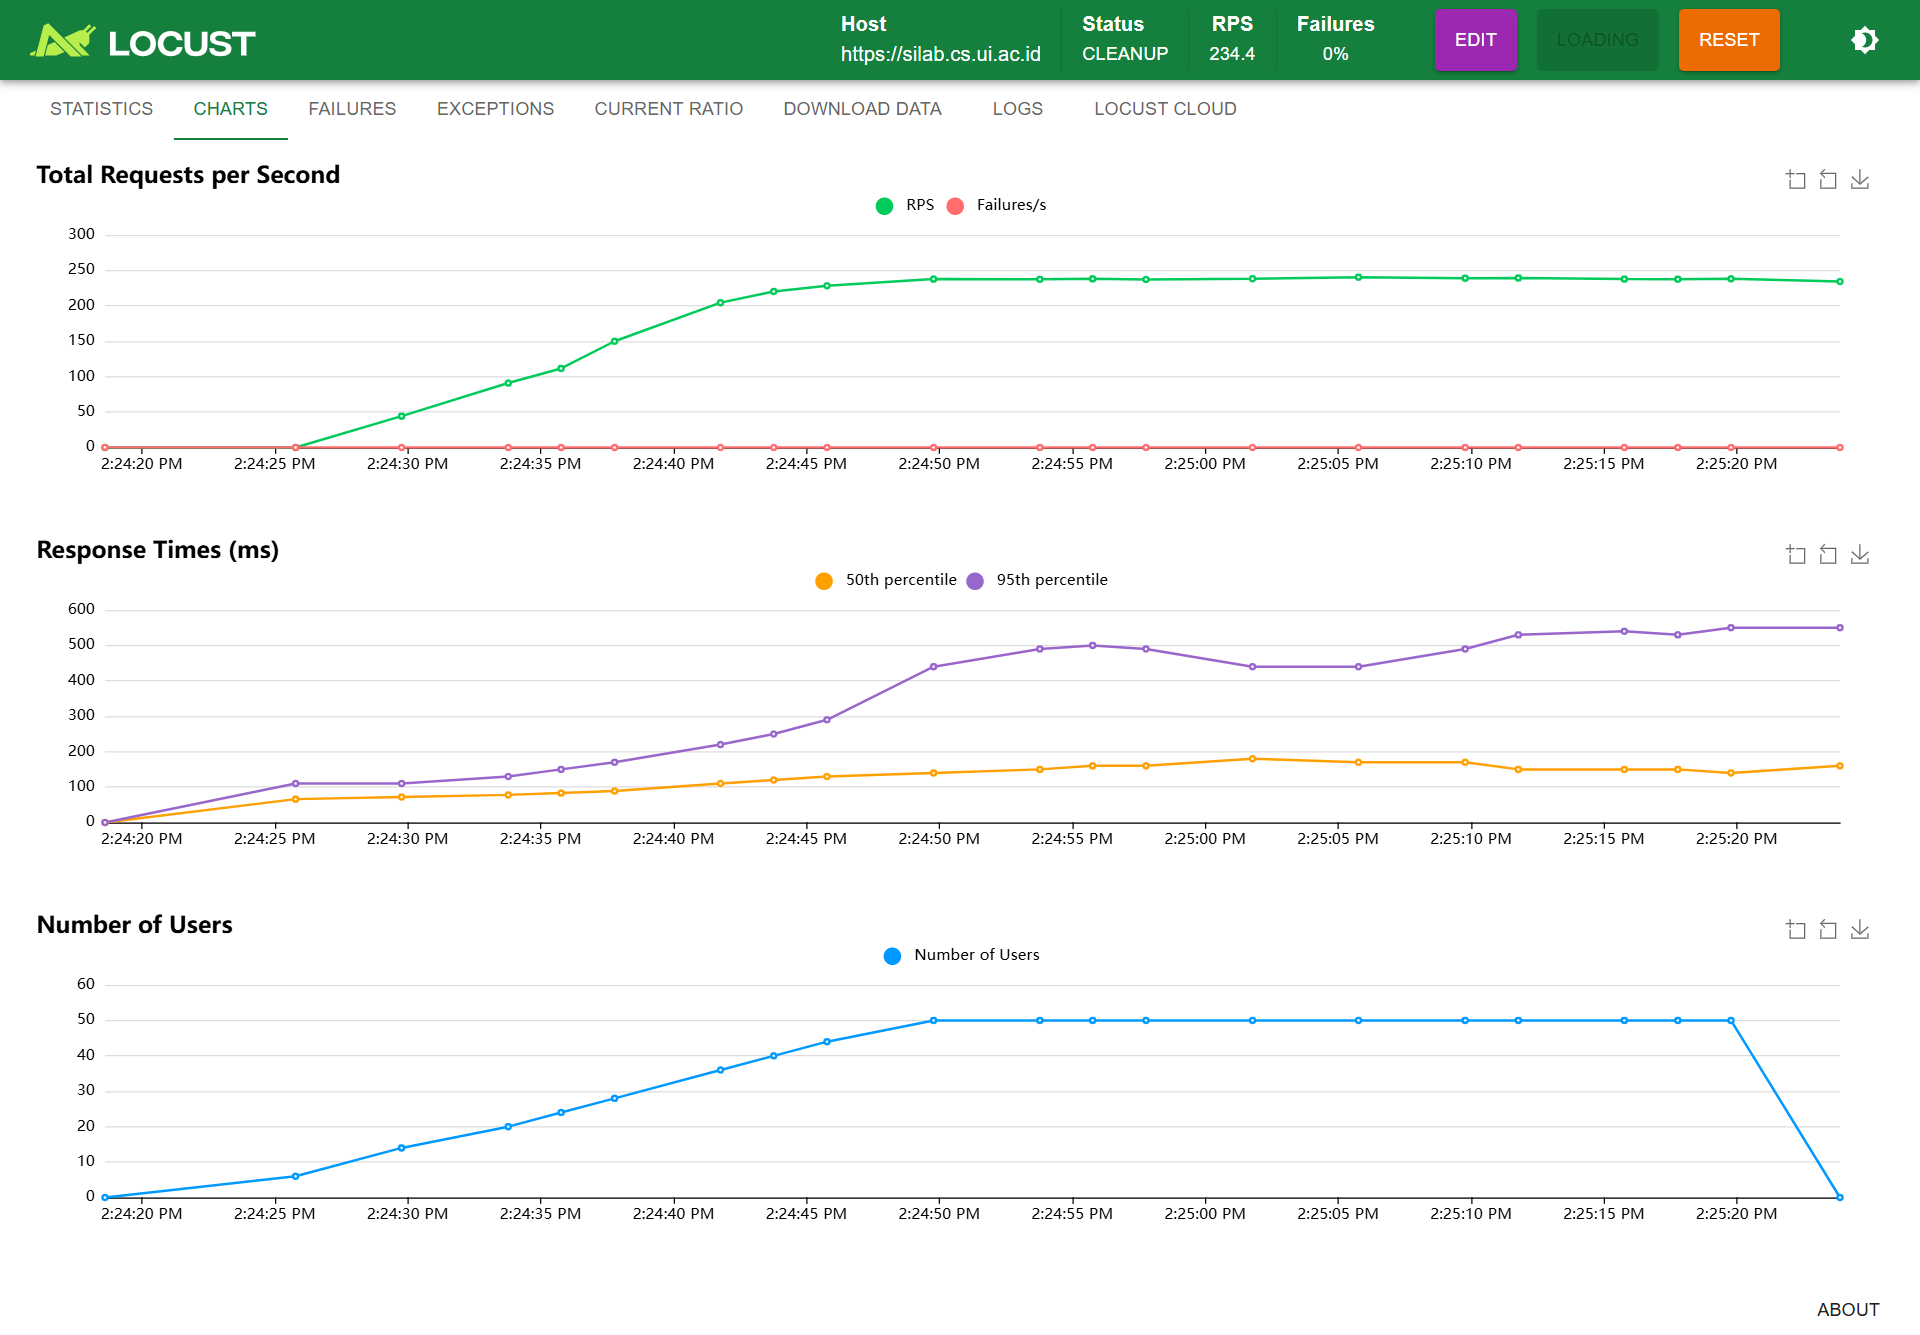 LOCUST
Host
https://silab.cs.ui.ac.id
Status
CLEANUP
RPS
234.4
Failures
0%
EDIT
LOADING
RESET
STATISTICS CHARTS FAILURES EXCEPTIONS CURRENT RATIO DOWNLOAD DATA LOGS LOCUST CLOUD
Total Requests per Second
RPS Failures/s
300
250
200
150
100
50
0
2:24:20 PM 2:24:25 PM 2:24:30 PM 2:24:35 PM 2:24:40 PM 2:24:45 PM 2:24:50 PM 2:24:55 PM 2:25:00 PM 2:25:05 PM 2:25:10 PM 2:25:15 PM 2:25:20 PM
Response Times (ms)
50th percentile 95th percentile
600
500
400
300
200
100
0
2:24:20 PM 2:24:25 PM 2:24:30 PM 2:24:35 PM 2:24:40 PM 2:24:45 PM 2:24:50 PM 2:24:55 PM 2:25:00 PM 2:25:05 PM 2:25:10 PM 2:25:15 PM 2:25:20 PM
Number of Users
Number of Users
60
50
40
30
20
10
0
2:24:20 PM 2:24:25 PM 2:24:30 PM 2:24:35 PM 2:24:40 PM 2:24:45 PM 2:24:50 PM 2:24:55 PM 2:25:00 PM 2:25:05 PM 2:25:10 PM 2:25:15 PM 2:25:20 PM
ABOUT